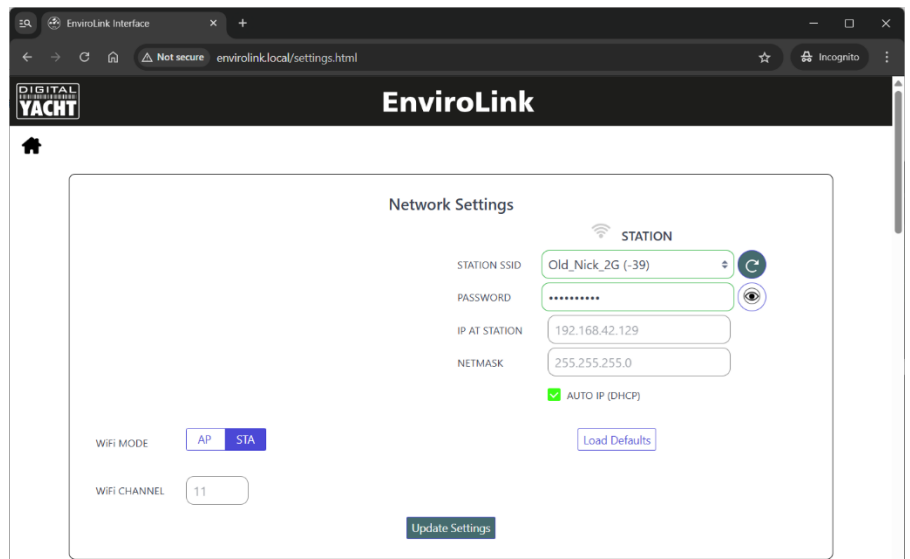 EnviroLink Interface
Not secure envirolink.local/settings.html Incognito
DIGITAL
YACHT
EnviroLink
Network Settings
STATION
STATION SSID Old_Nick_2G (-39)
PASSWORD ••••••••••
IP AT STATION 192.168.42.129
NETMASK 255.255.255.0
AUTO IP (DHCP)
WiFi MODE AP STA Load Defaults
WiFi CHANNEL 11
Update Settings